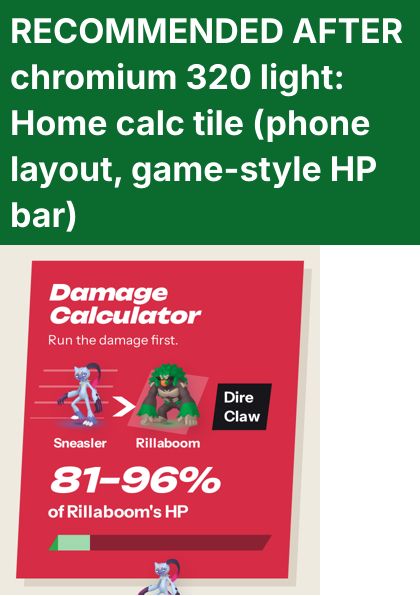 RECOMMENDED AFTER
chromium 320 light:
Home calc tile (phone
layout, game-style HP
bar)
Damage
Calculator
Run the damage first.
Dire
Claw
Sneasler
Rillaboom
81–96%
of Rillaboom's HP